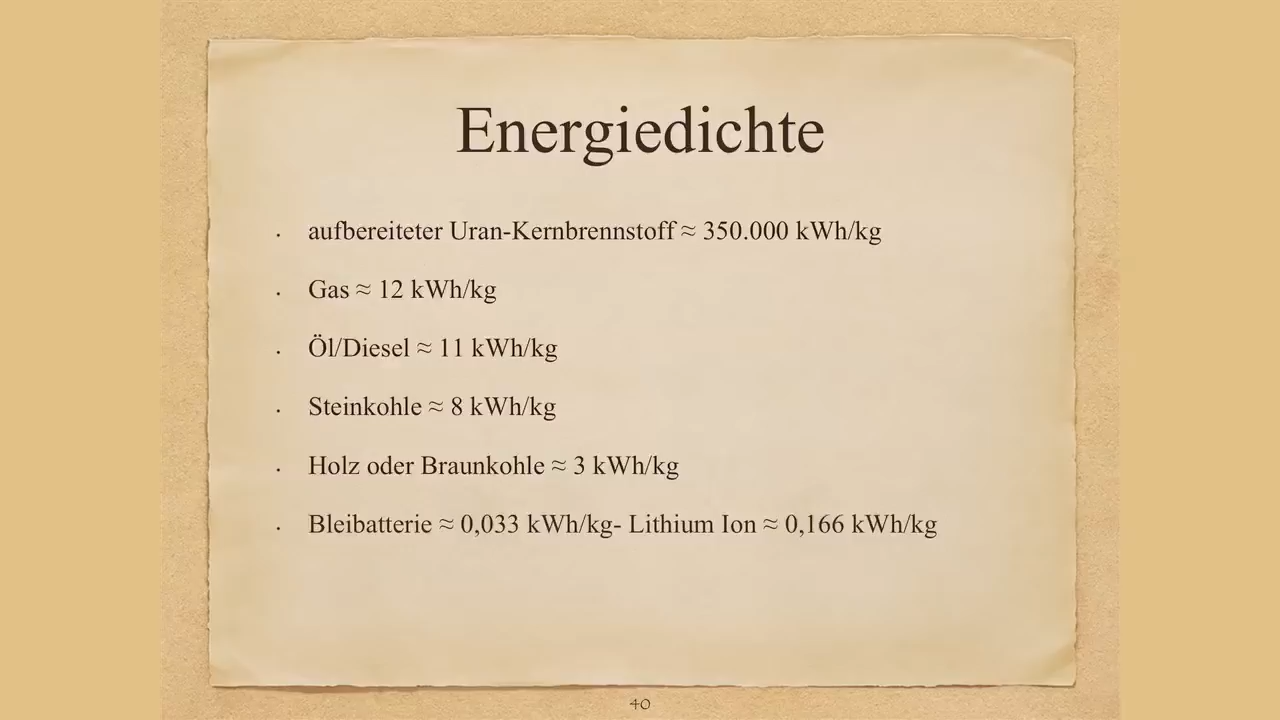 Energiedichte
· aufbereiteter Uran-Kernbrennstoff ≈ 350.000 kWh/kg
· Gas ≈ 12 kWh/kg
· Öl/Diesel ≈ 11 kWh/kg
· Steinkohle ≈ 8 kWh/kg
· Holz oder Braunkohle ≈ 3 kWh/kg
· Bleibatterie ≈ 0,033 kWh/kg- Lithium Ion ≈ 0,166 kWh/kg
40